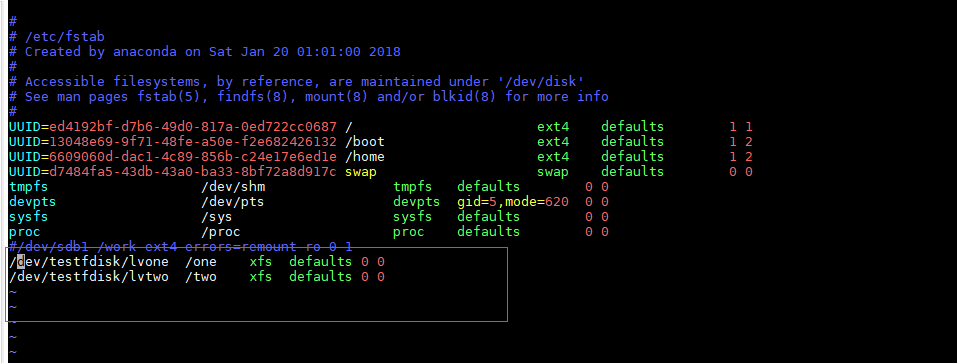 #
# /etc/fstab
# Created by anaconda on Sat Jan 20 01:01:00 2018
#
# Accessible filesystems, by reference, are maintained under '/dev/disk'
# See man pages fstab(5), findfs(8), mount(8) and/or blkid(8) for more info
#
UUID=ed4192bf-d7b6-49d0-817a-0ed722cc0687 / ext4 defaults 1 1
UUID=13048e69-9f71-48fe-a50e-f2e682426132 /boot ext4 defaults 1 2
UUID=6609060d-dac1-4c89-856b-c24e17e6ed1e /home ext4 defaults 1 2
UUID=d7484fa5-43db-43a0-ba33-8bf72a8d917c swap swap defaults 0 0
tmpfs /dev/shm tmpfs defaults 0 0
devpts /dev/pts devpts gid=5,mode=620 0 0
sysfs /sys sysfs defaults 0 0
proc /proc proc defaults 0 0
#/dev/sdb1 /work ext4 errors=remount-ro 0 1
/dev/testfdisk/lvone /one xfs defaults 0 0
/dev/testfdisk/lvtwo /two xfs defaults 0 0
~
~
~
~
~